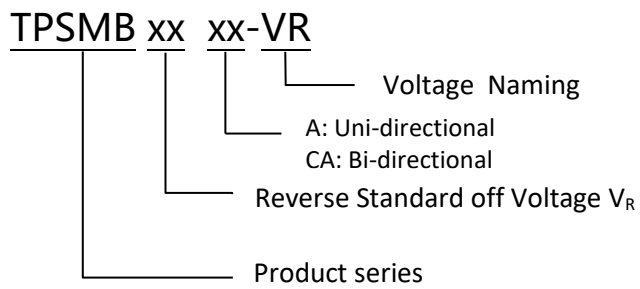 TPSMB xx xx-VR
Voltage Naming
A: Uni-directional
CA: Bi-directional
Reverse Standard off Voltage VR
Product series